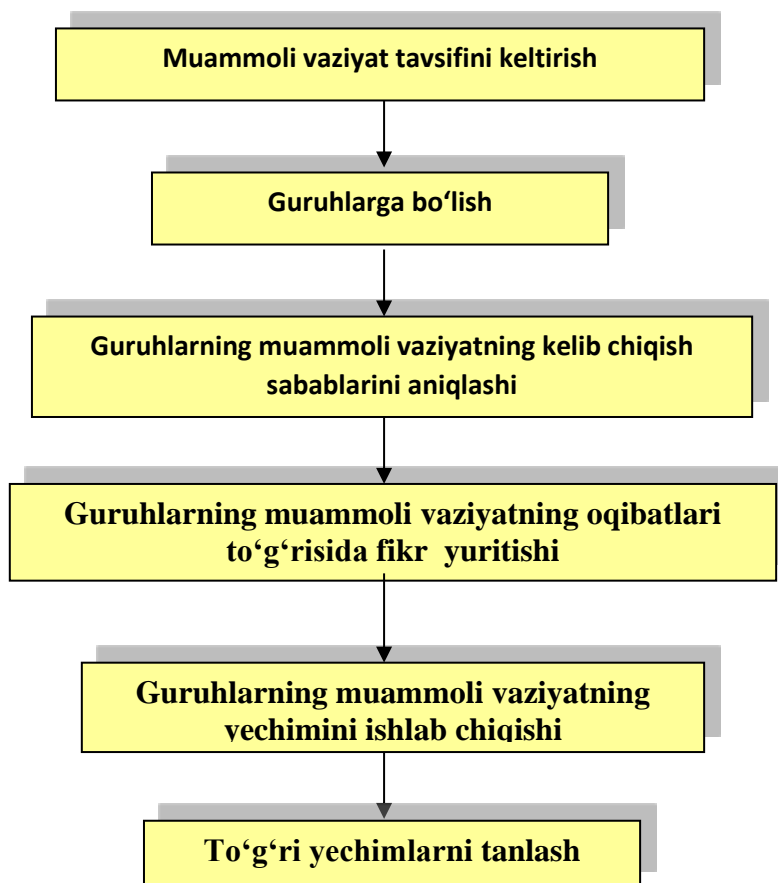 Muammoli vaziyat tavsifini keltirish
Guruhlarga bo‘lish
Guruhlarning muammoli vaziyatning kelib chiqish
sabablarini aniqlashi
Guruhlarning muammoli vaziyatning oqibatlari
to‘g‘risida fikr yuritishi
Guruhlarning muammoli vaziyatning
yechimini ishlab chiqishi
To‘g‘ri yechimlarni tanlash